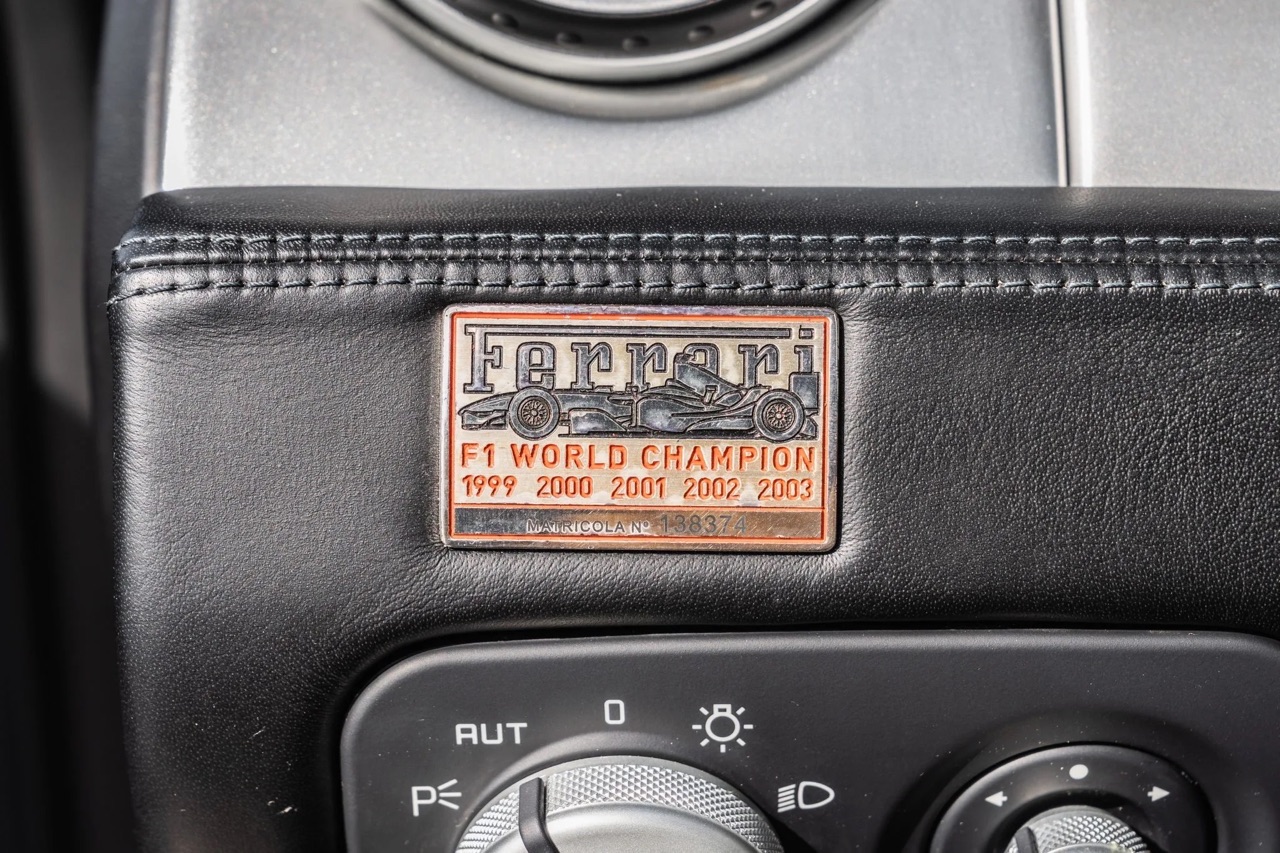 Ferrari
F1 WORLD CHAMPION
1999 2000 2001 2002 2003
MATRICOLA Nº 138374
0
AUT
P